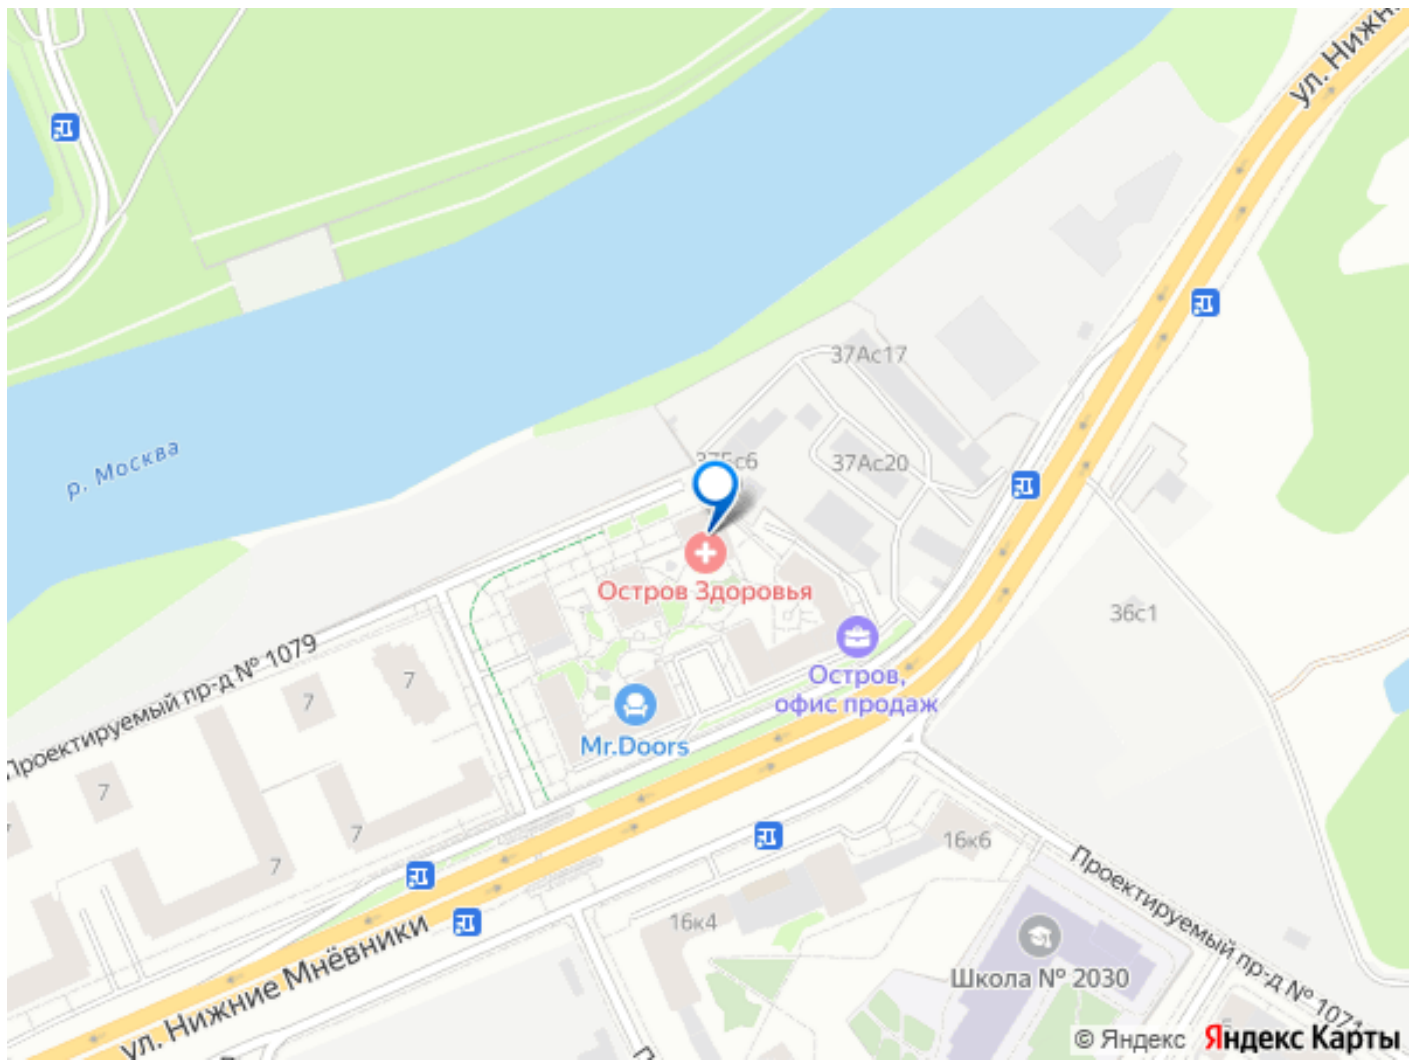 ул. Нижн
37Ас17
р. Москва
37Бс6
37Ас20
Остров Здоровья
36с1
Проектируемый пр-д № 1079
7
7
Остров,
офис продаж
Mr.Doors
7
7
7
16к6
Проектируемый пр-д № 1071
16к4
ул. Нижние Мнёвники
Школа № 2030
© Яндекс Яндекс Карты